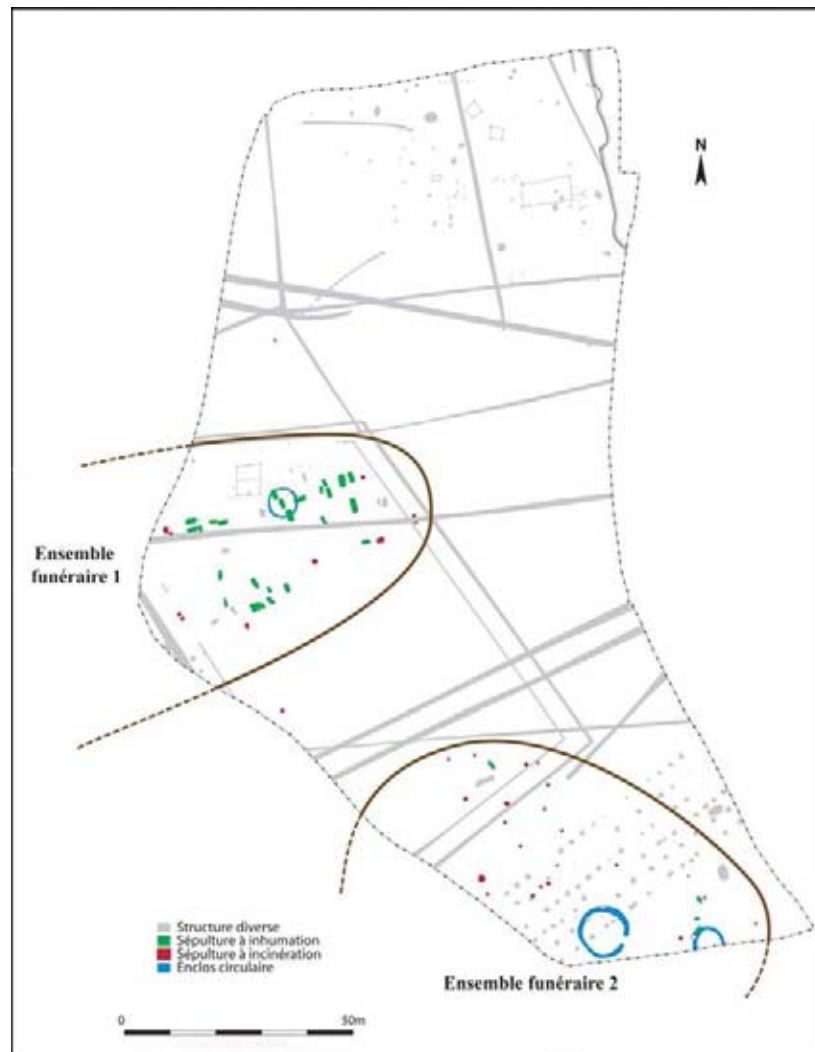 N
Ensemble
funéraire 1
Structure diverse
Sépulture à inhumation
Sépulture à incinération
Enclos circulaire
Ensemble funéraire 2
0 50m